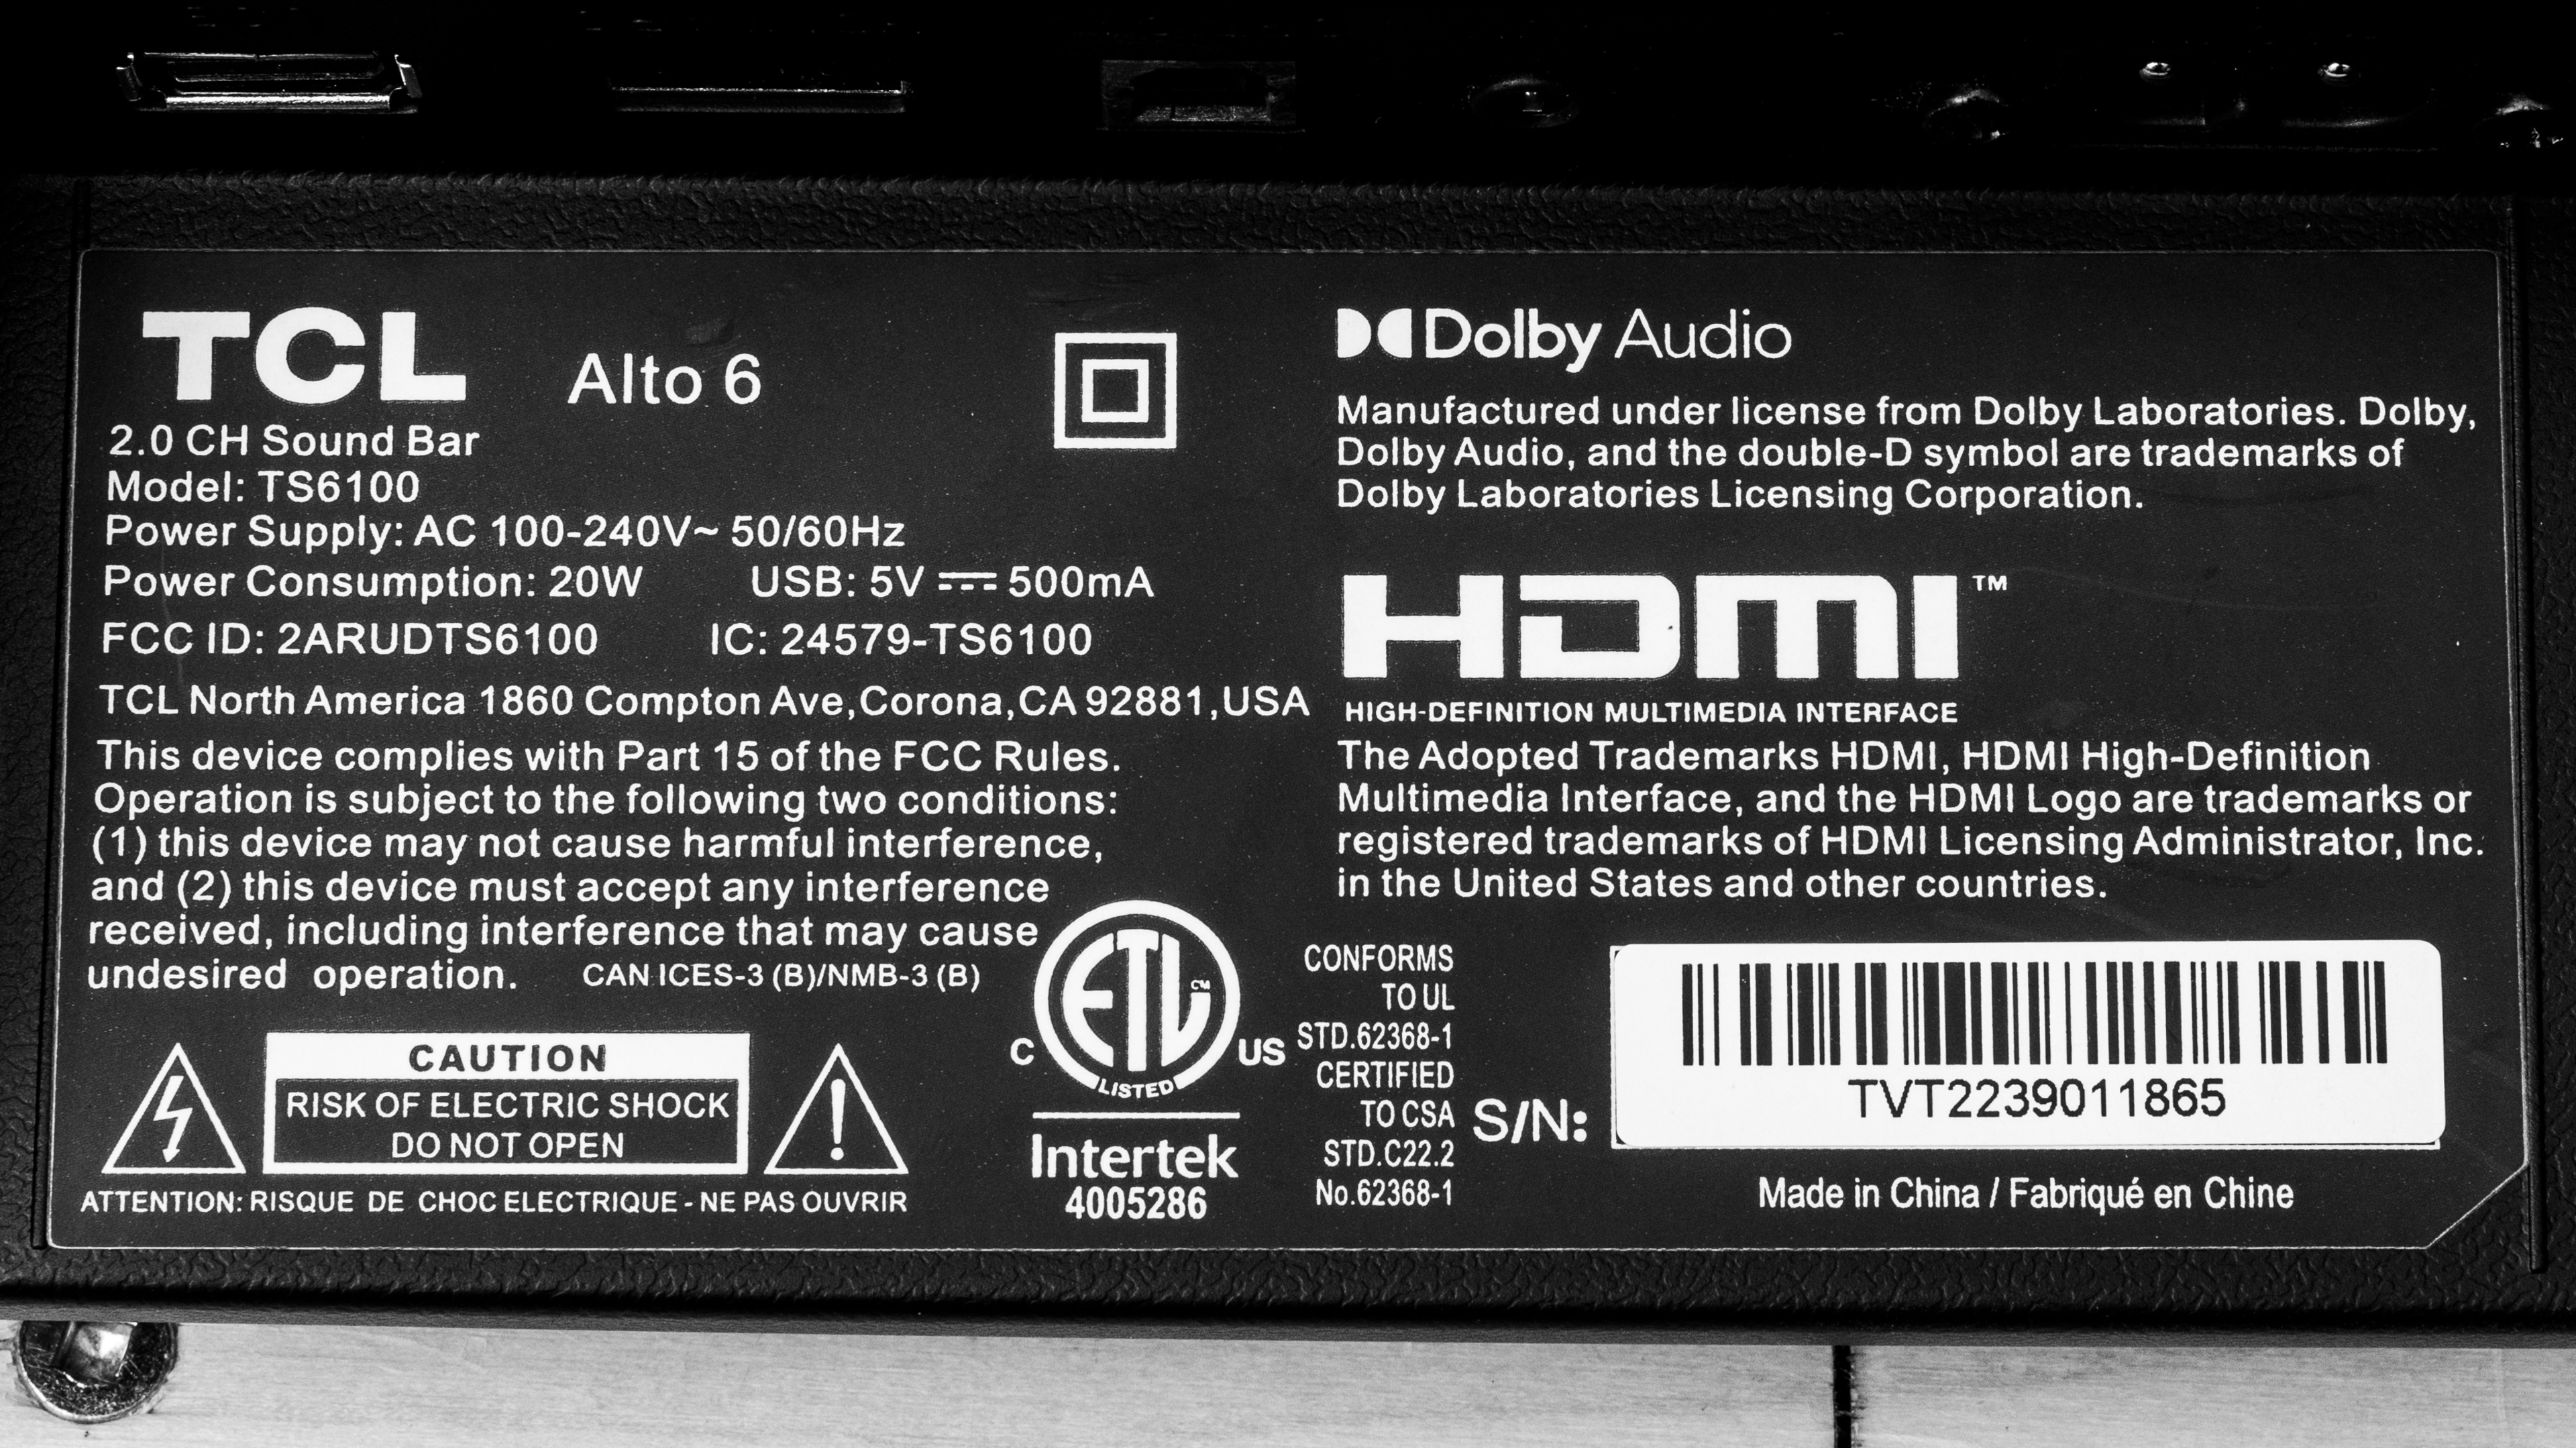 TCL Alto 6
2.0 CH Sound Bar
Model: TS6100
Power Supply: AC 100-240V~ 50/60Hz
Power Consumption: 20W USB: 5V ⎓ 500mA
FCC ID: 2ARUDTS6100 IC: 24579-TS6100
TCL North America 1860 Compton Ave,Corona,CA 92881,USA
This device complies with Part 15 of the FCC Rules.
Operation is subject to the following two conditions:
(1) this device may not cause harmful interference,
and (2) this device must accept any interference
received, including interference that may cause
undesired operation. CAN ICES-3 (B)/NMB-3 (B)
CAUTION
RISK OF ELECTRIC SHOCK
DO NOT OPEN
ATTENTION: RISQUE DE CHOC ELECTRIQUE - NE PAS OUVRIR
C ETL CM US
LISTED
Intertek
4005286
CONFORMS
TO UL
STD.62368-1
CERTIFIED
TO CSA
STD.C22.2
No.62368-1
Dolby Audio
Manufactured under license from Dolby Laboratories. Dolby,
Dolby Audio, and the double-D symbol are trademarks of
Dolby Laboratories Licensing Corporation.
HDMI™
HIGH-DEFINITION MULTIMEDIA INTERFACE
The Adopted Trademarks HDMI, HDMI High-Definition
Multimedia Interface, and the HDMI Logo are trademarks or
registered trademarks of HDMI Licensing Administrator, Inc.
in the United States and other countries.
S/N: TVT2239011865
Made in China / Fabriqué en Chine